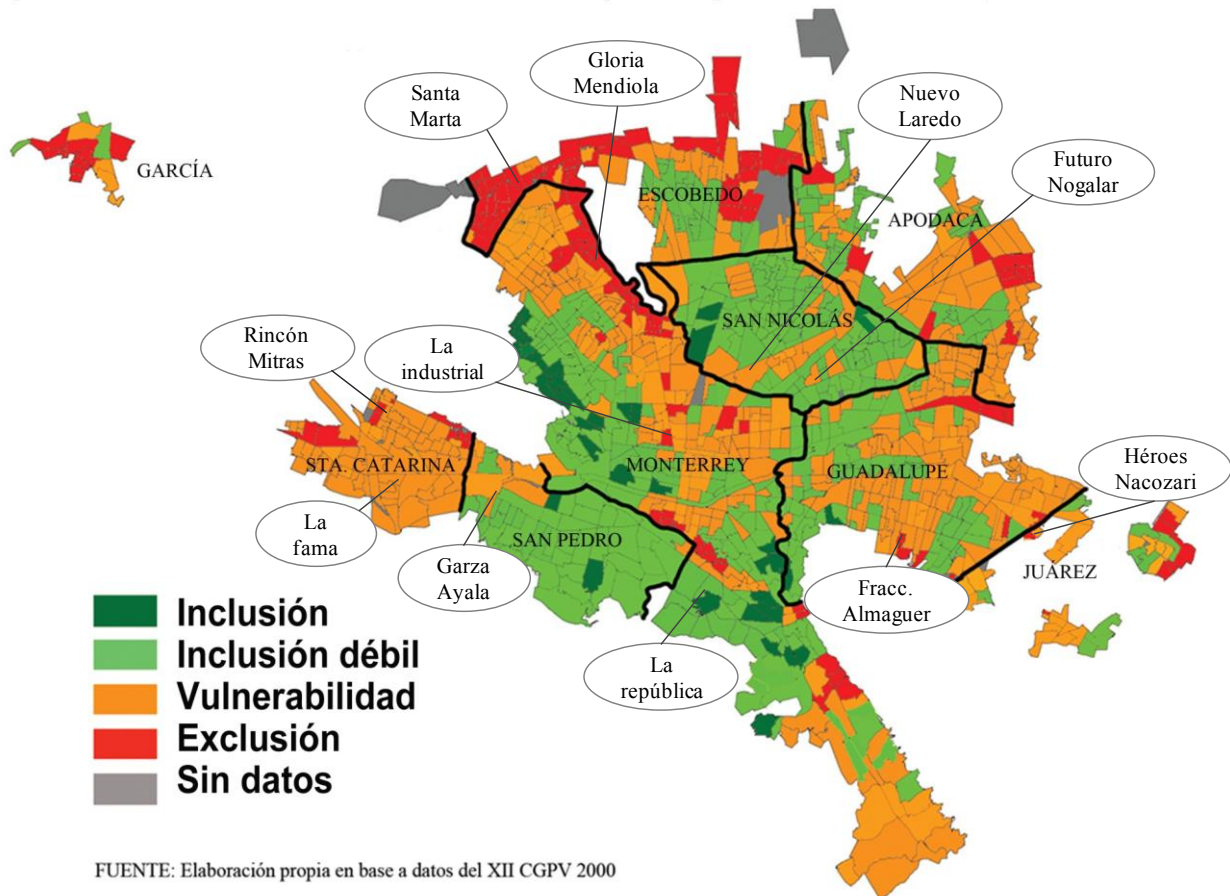 Gloria
Mendiola
Santa
Marta
Nuevo
Laredo
Futuro
Nogalar
GARCÍA
ESCOBEDO
APODACA
SAN NICOLÁS
Rincón
Mitras
La
industrial
STA. CATARINA
MONTERREY
GUADALUPE
Héroes
Nacozari
La
fama
SAN PEDRO
Garza
Ayala
JUÁREZ
Fracc.
Almaguer
La
república
Inclusión
Inclusión débil
Vulnerabilidad
Exclusión
Sin datos
FUENTE: Elaboración propia en base a datos del XII CGPV 2000